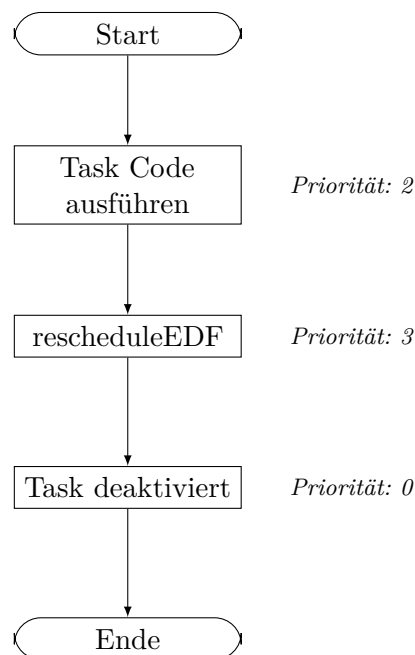 Start
Task Code
ausführen
Priorität: 2
rescheduleEDF
Priorität: 3
Task deaktiviert
Priorität: 0
Ende